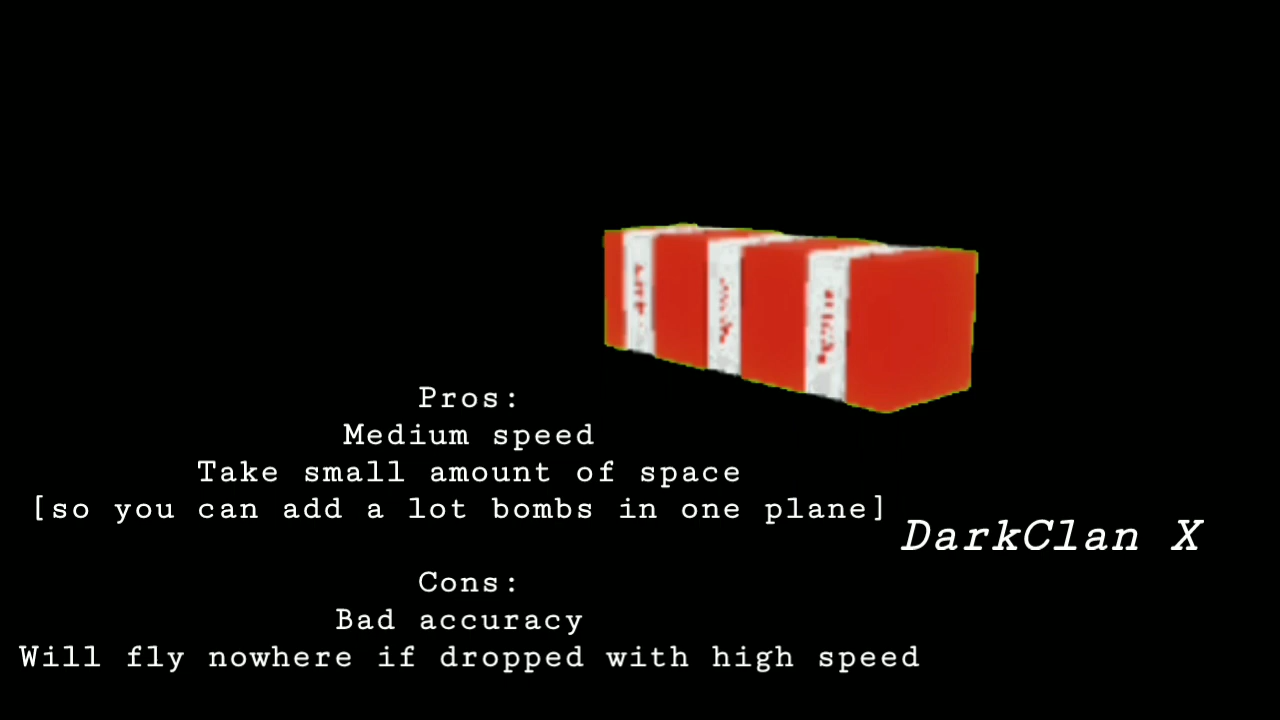 Pros:
Medium speed
Take small amount of space
[so you can add a lot bombs in one plane]
DarkClan X
Cons:
Bad accuracy
Will fly nowhere if dropped with high speed